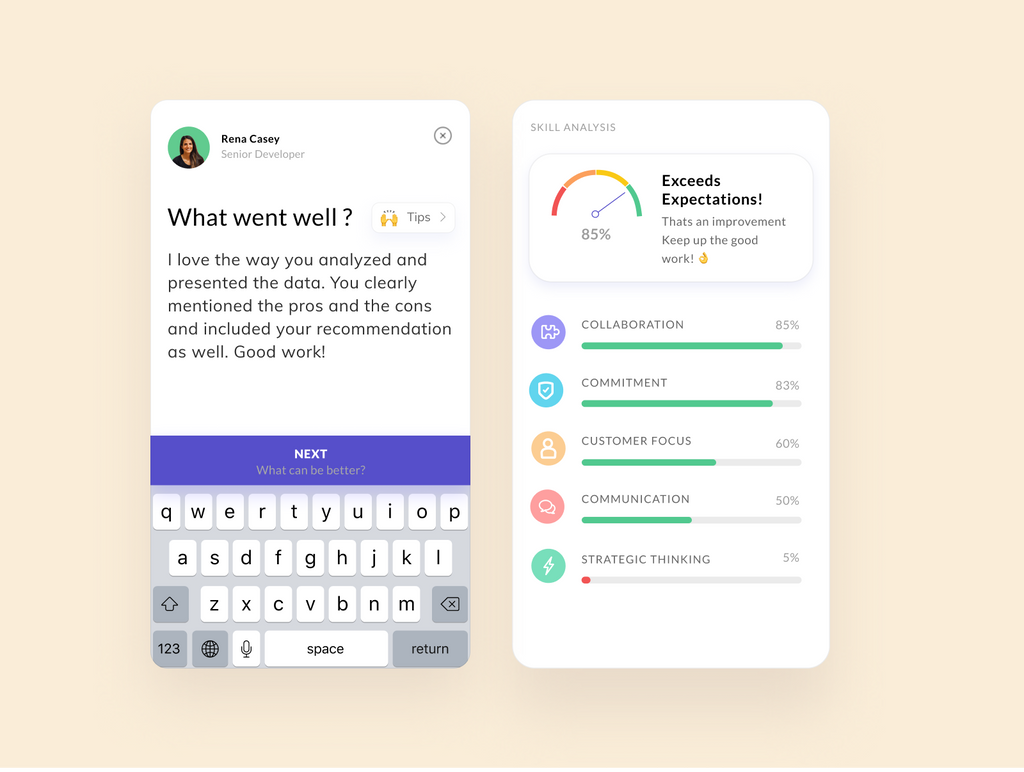 Rena Casey
Senior Developer
What went well ?
🙌 Tips
I love the way you analyzed and
presented the data. You clearly
mentioned the pros and the cons
and included your recommendation
as well. Good work!
NEXT
What can be better?
q w e r t y u i o p
a s d f g h j k l
z x c v b n m
123 space return
SKILL ANALYSIS
85%
Exceeds
Expectations!
Thats an improvement
Keep up the good
work! 👌
COLLABORATION 85%
COMMITMENT 83%
CUSTOMER FOCUS 60%
COMMUNICATION 50%
STRATEGIC THINKING 5%